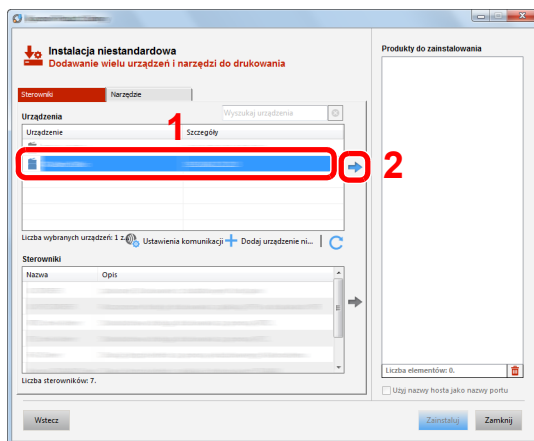 Instalacja niestandardowa
Dodawanie wielu urządzeń i narzędzi do drukowania
Produkty do zainstalowania
Sterowniki
Narzędzie
Urządzenia
Wyszukaj urządzenie
1
Urządzenie
Szczegóły
2
Liczba wybranych urządzeń: 1 z
Ustawienia komunikacji
Dodaj urządzenie ni...
Sterowniki
Nazwa
Opis
Liczba sterowników: 7.
Liczba elementów: 0.
Użyj nazwy hosta jako nazwy portu
Wstecz
Zainstaluj
Zamknij